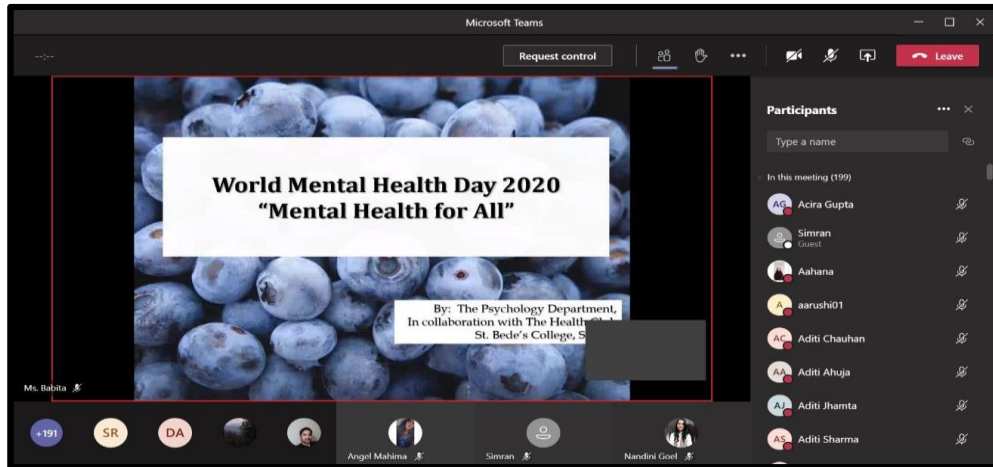 Microsoft Teams
--:--
Request control
Leave
World Mental Health Day 2020
“Mental Health for All”
By: The Psychology Department,
In collaboration with The Health
St. Bede's College,
Ms. Babita
+191
SR
DA
Angel Mahima
Simran
Nandini Goel
Participants
Type a name
In this meeting (199)
AG Acira Gupta
Simran
Guest
Aahana
A aarushi01
AC Aditi Chauhan
AA Aditi Ahuja
AJ Aditi Jhamta
AS Aditi Sharma